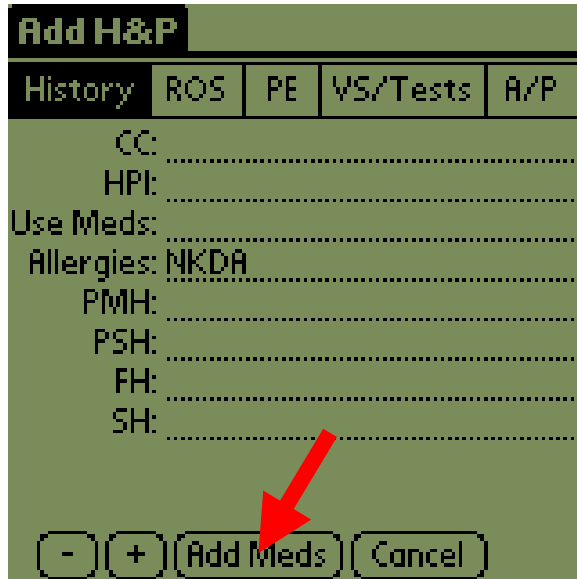 Add H&P
History ROS PE VS/Tests A/P
CC:
HPI:
Use Meds:
Allergies: NKDA
PMH:
PSH:
FH:
SH:
- + Add Meds Cancel